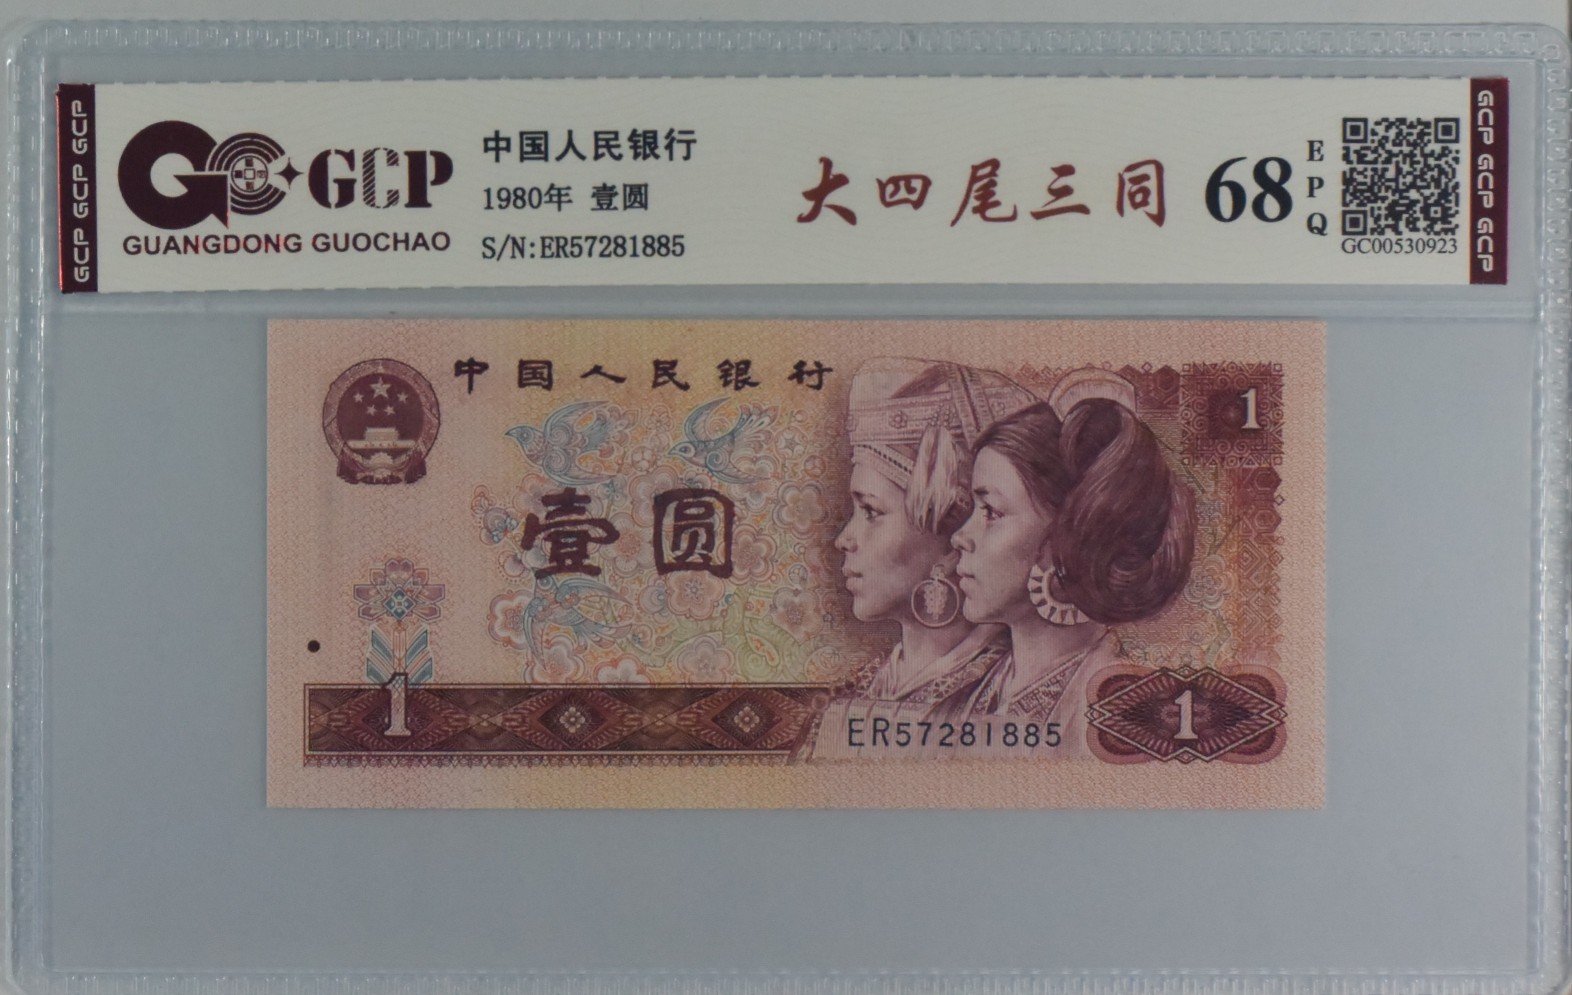 GCP GCP GCP
GCP
GUANGDONG GUOCHAO
中国人民银行
1980年 壹圆
S/N:ER57281885
大四尾三同
68
EPQ
GC00530923
GCP GCP GCP
中国人民银行
1
壹圆
1
ER57281885
1